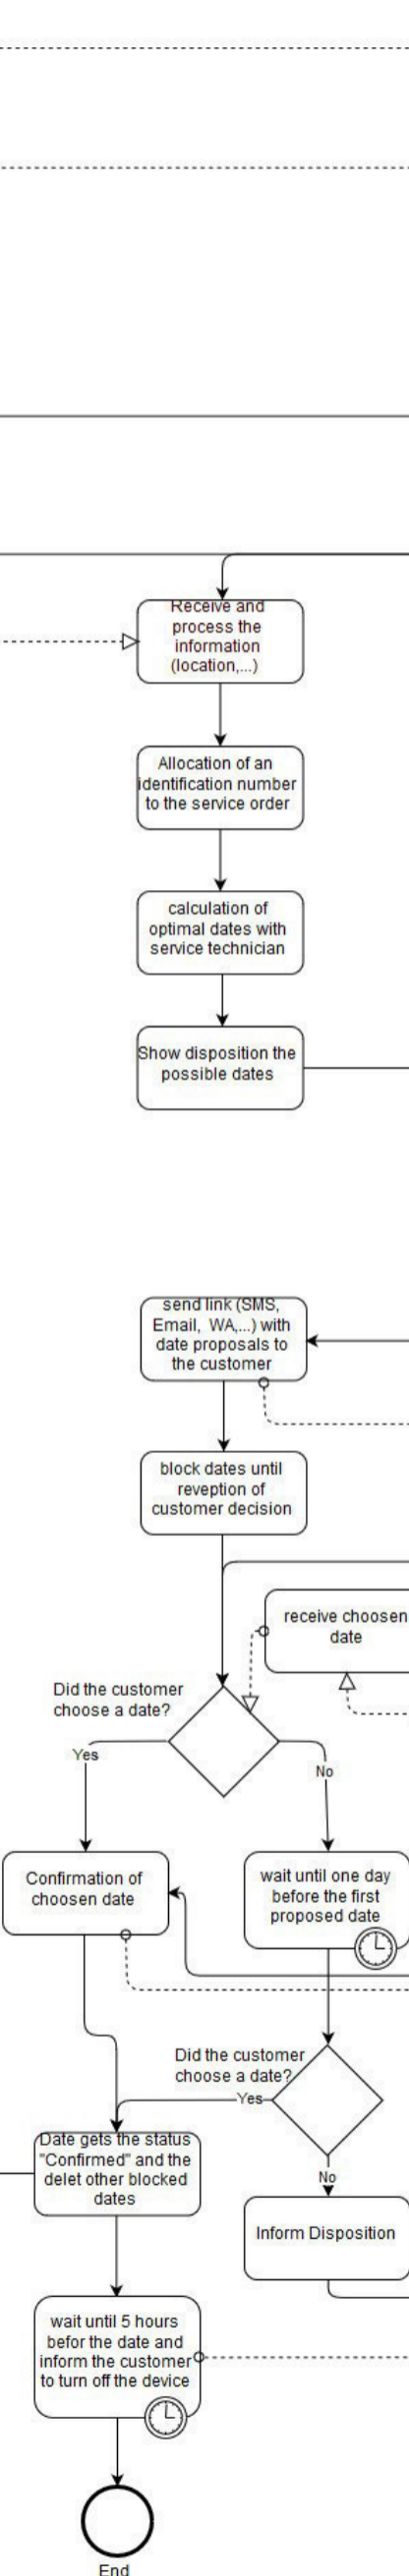 Receive and
process the
information
(location,...)
Allocation of an
identification number
to the service order
calculation of
optimal dates with
service technician
Show disposition the
possible dates
send link (SMS,
Email, WA,...) with
date proposals to
the customer
block dates until
reveption of
customer decision
receive choosen
date
Did the customer
choose a date?
Yes
No
Confirmation of
choosen date
wait until one day
before the first
proposed date
Did the customer
choose a date?
Yes
No
Date gets the status
"Confirmed" and the
delet other blocked
dates
Inform Disposition
wait until 5 hours
befor the date and
inform the customer
to turn off the device
End